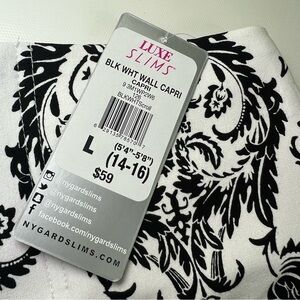 LUXE
SLIMS
BLK WHT WALL CAPRI
CAPRI
L
(5'4"-5'8")
(14-16)
$59
@nygardslims
@nygardslims
facebook.com/nygardslims
NYGARDSLIMS.COM